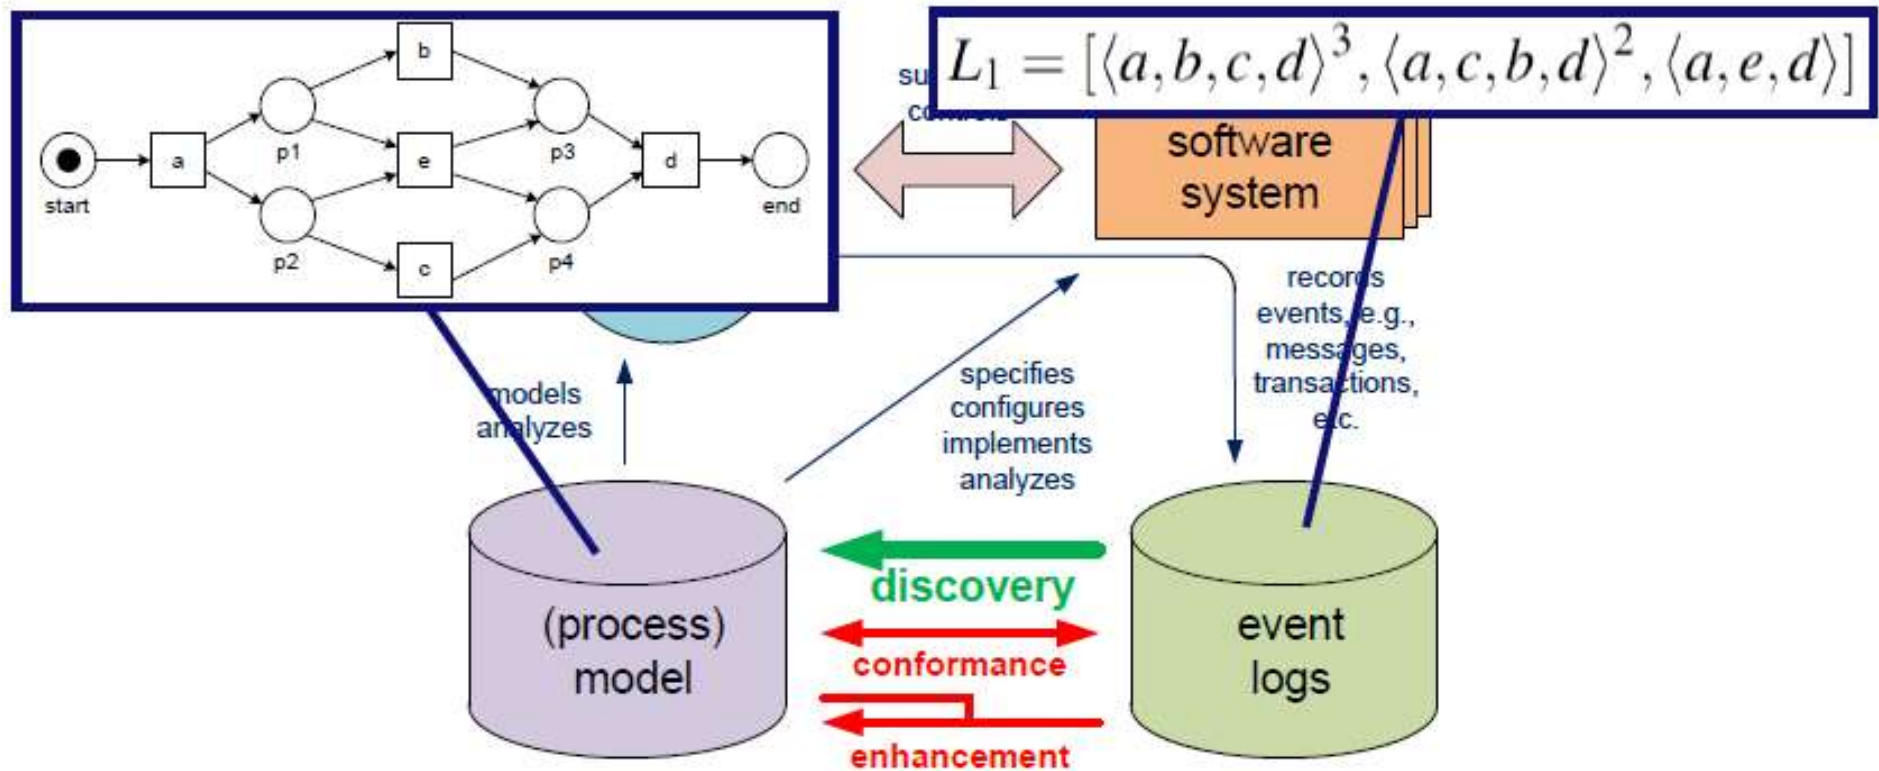 b
p1
a
e
p3
d
start
end
p2
c
p4
L₁ = [⟨a,b,c,d⟩³, ⟨a,c,b,d⟩², ⟨a,e,d⟩]
software
system
records
events, e.g.,
messages,
transactions,
etc.
models
analyzes
specifies
configures
implements
analyzes
discovery
(process)
model
conformance
event
logs
enhancement